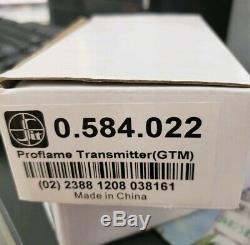 Sit
0.584.022
Proflame Transmitter(GTM)
(02) 2388 1208 038161
Made in China